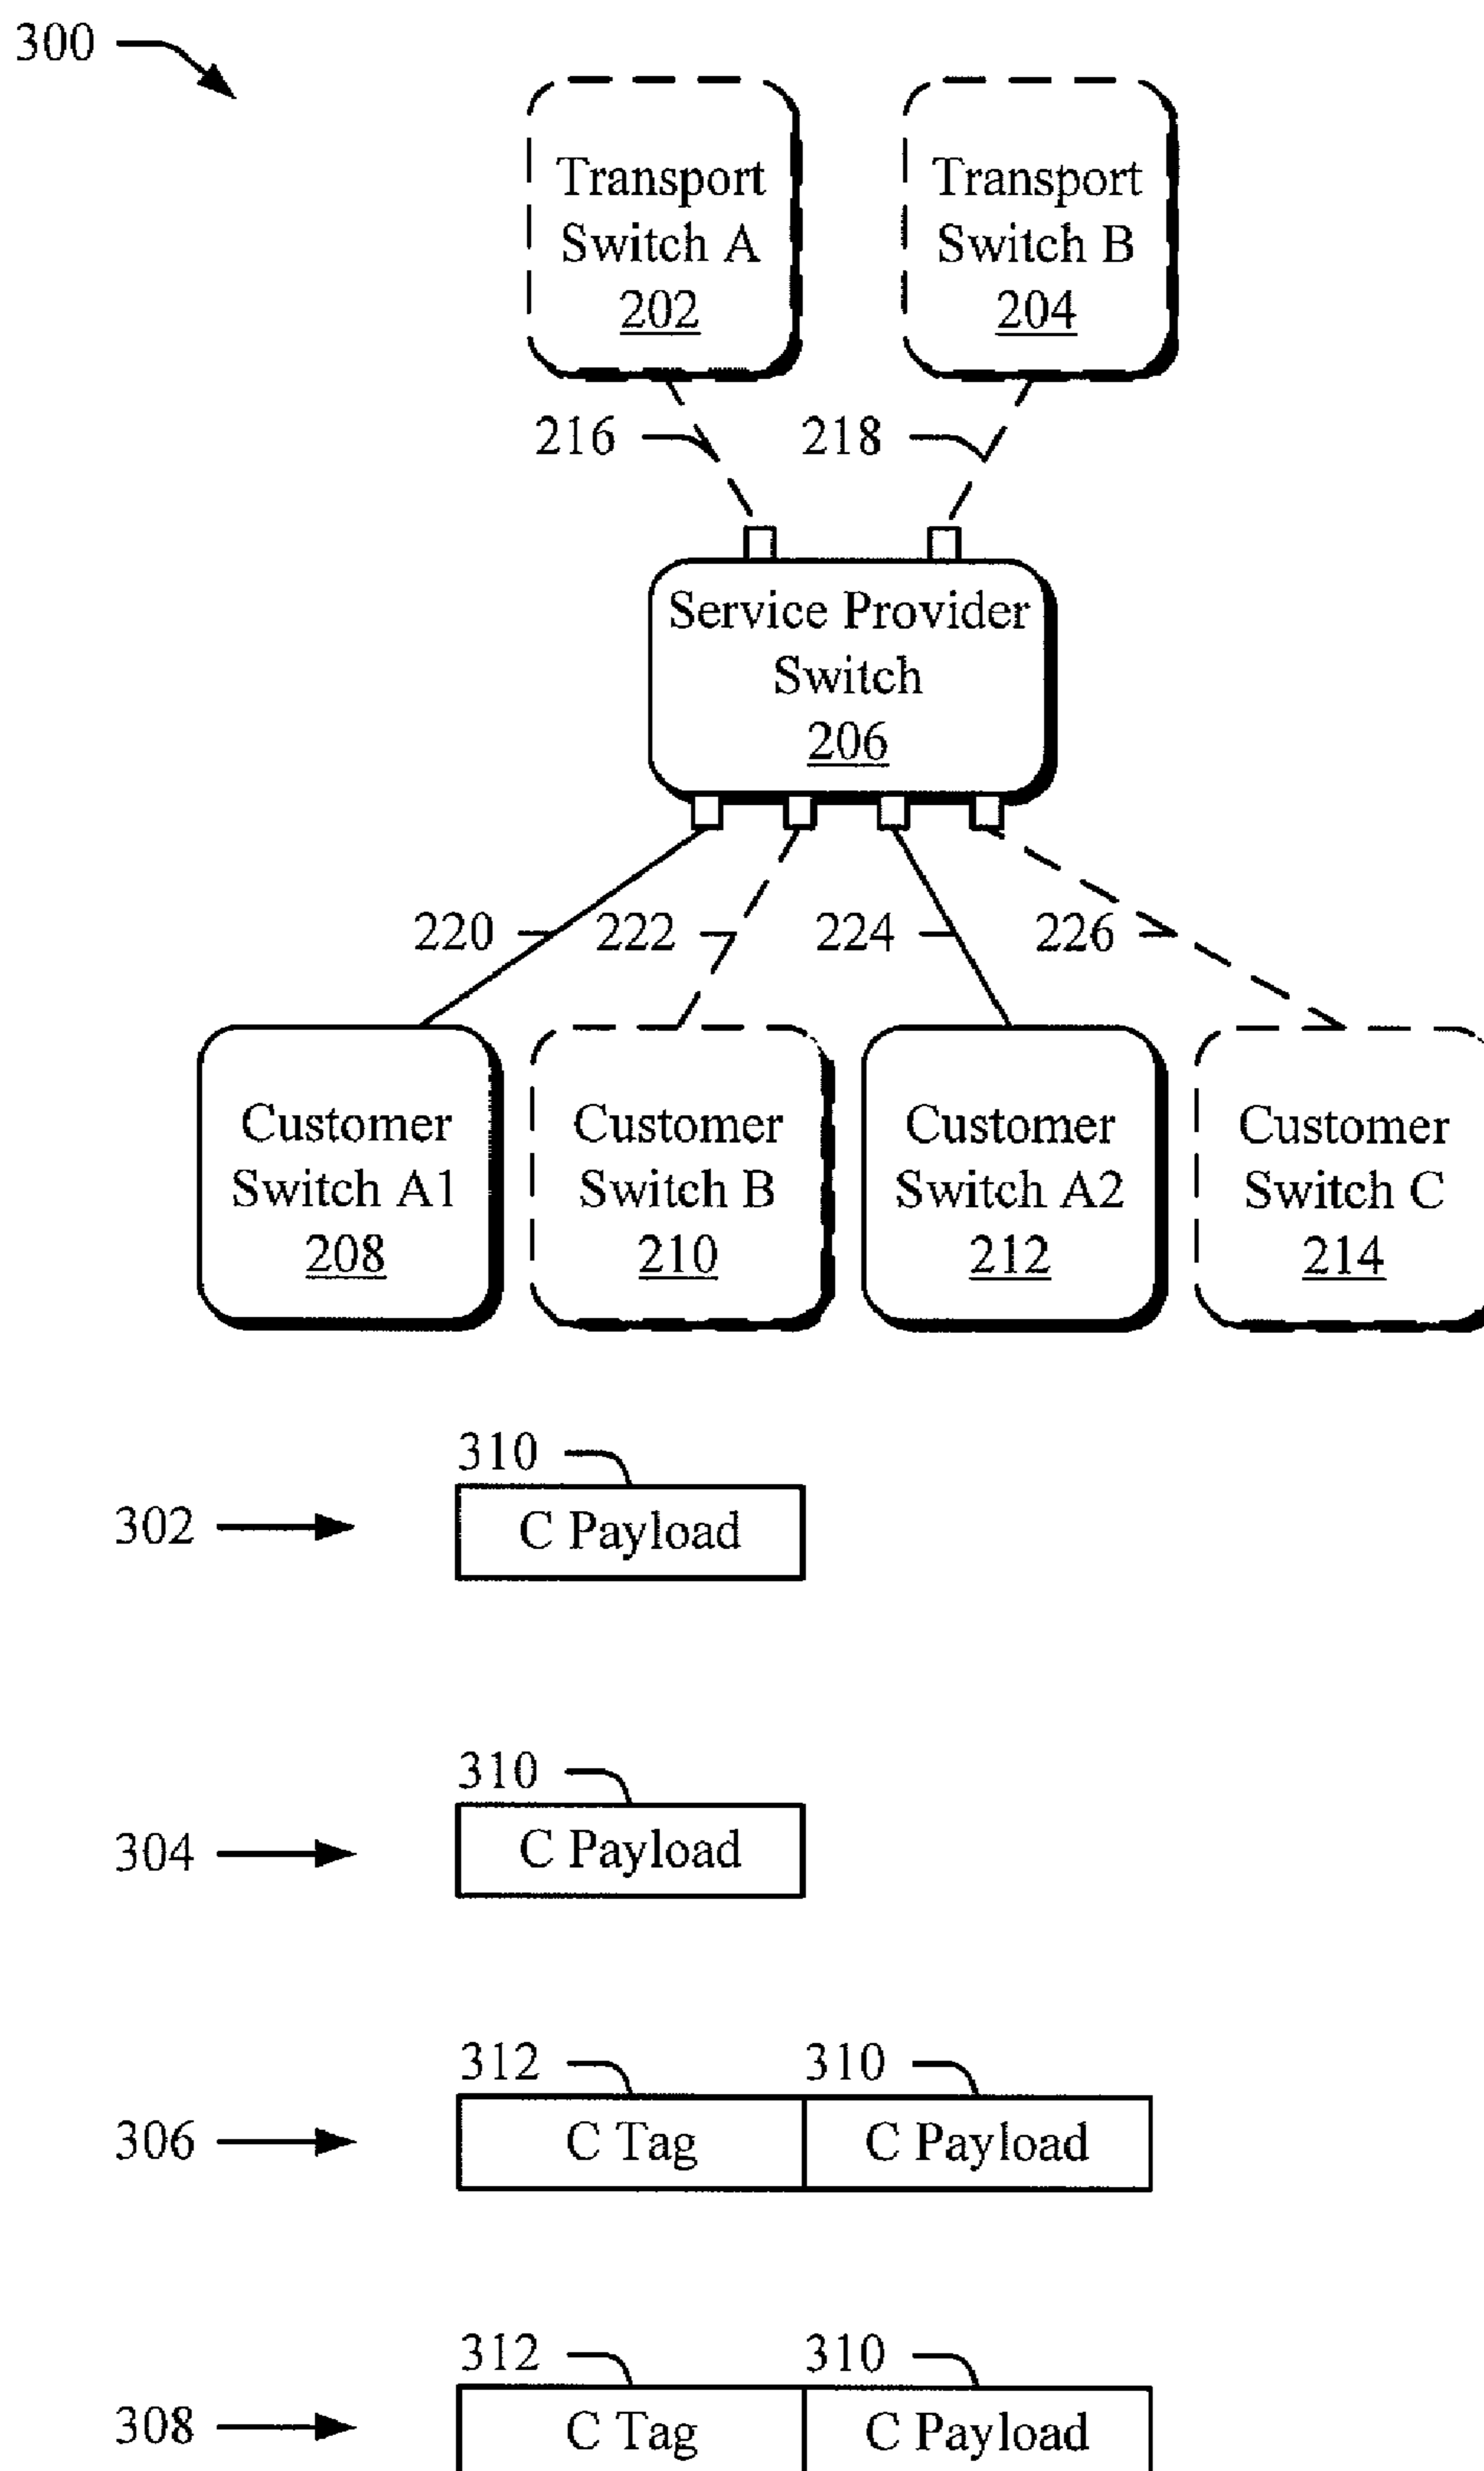 300
Transport
Switch A
202
Transport
Switch B
204
216
218
Service Provider
Switch
206
220
222
224
226
Customer
Switch A1
208
Customer
Switch B
210
Customer
Switch A2
212
Customer
Switch C
214
310
302
C Payload
310
304
C Payload
312
310
306
C Tag
C Payload
312
310
308
C Tag
C Payload